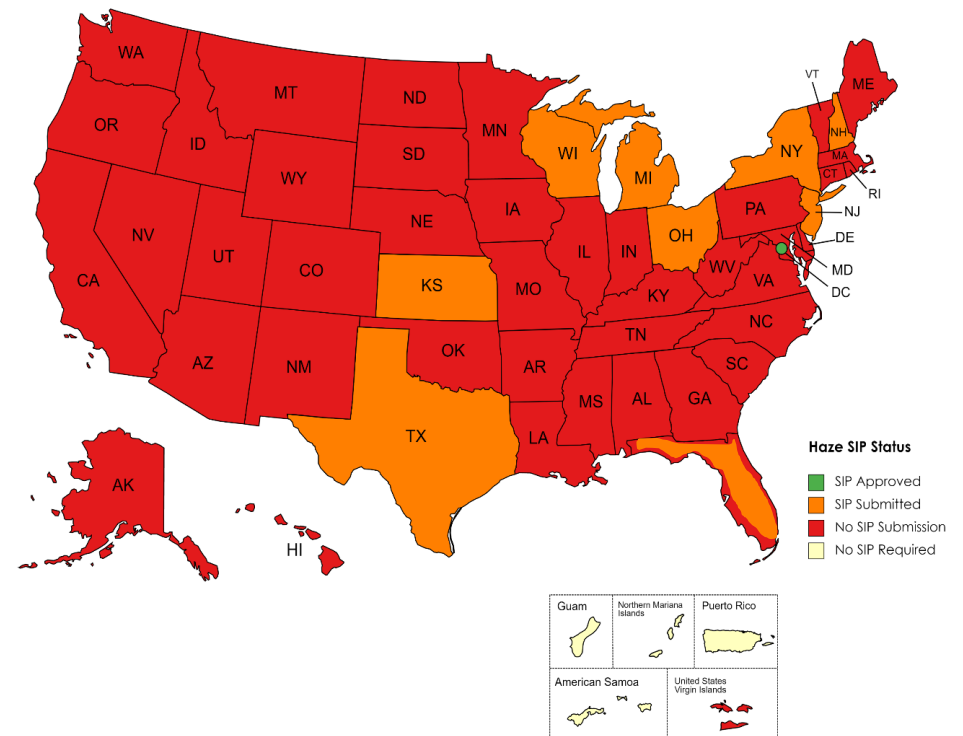 WA
OR
CA
NV
ID
MT
WY
UT
CO
AZ
NM
ND
SD
NE
KS
OK
TX
MN
IA
MO
AR
LA
WI
IL
IN
MI
OH
KY
TN
MS
AL
GA
SC
NC
VA
WV
PA
NY
VT
NH
ME
MA
CT
RI
NJ
DE
MD
DC
AK
HI
Haze SIP Status
SIP Approved
SIP Submitted
No SIP Submission
No SIP Required
Guam
Northern Mariana
Islands
Puerto Rico
American Samoa
United States
Virgin Islands